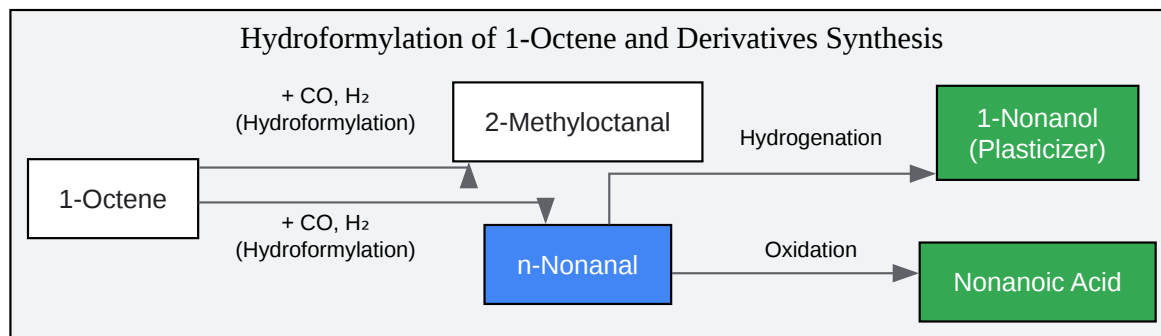 Hydroformylation of 1-Octene and Derivatives Synthesis
+ CO, H₂
(Hydroformylation)
2-Methyloctanal
1-Octene
+ CO, H₂
(Hydroformylation)
n-Nonanal
Hydrogenation
1-Nonanol
(Plasticizer)
Oxidation
Nonanoic Acid